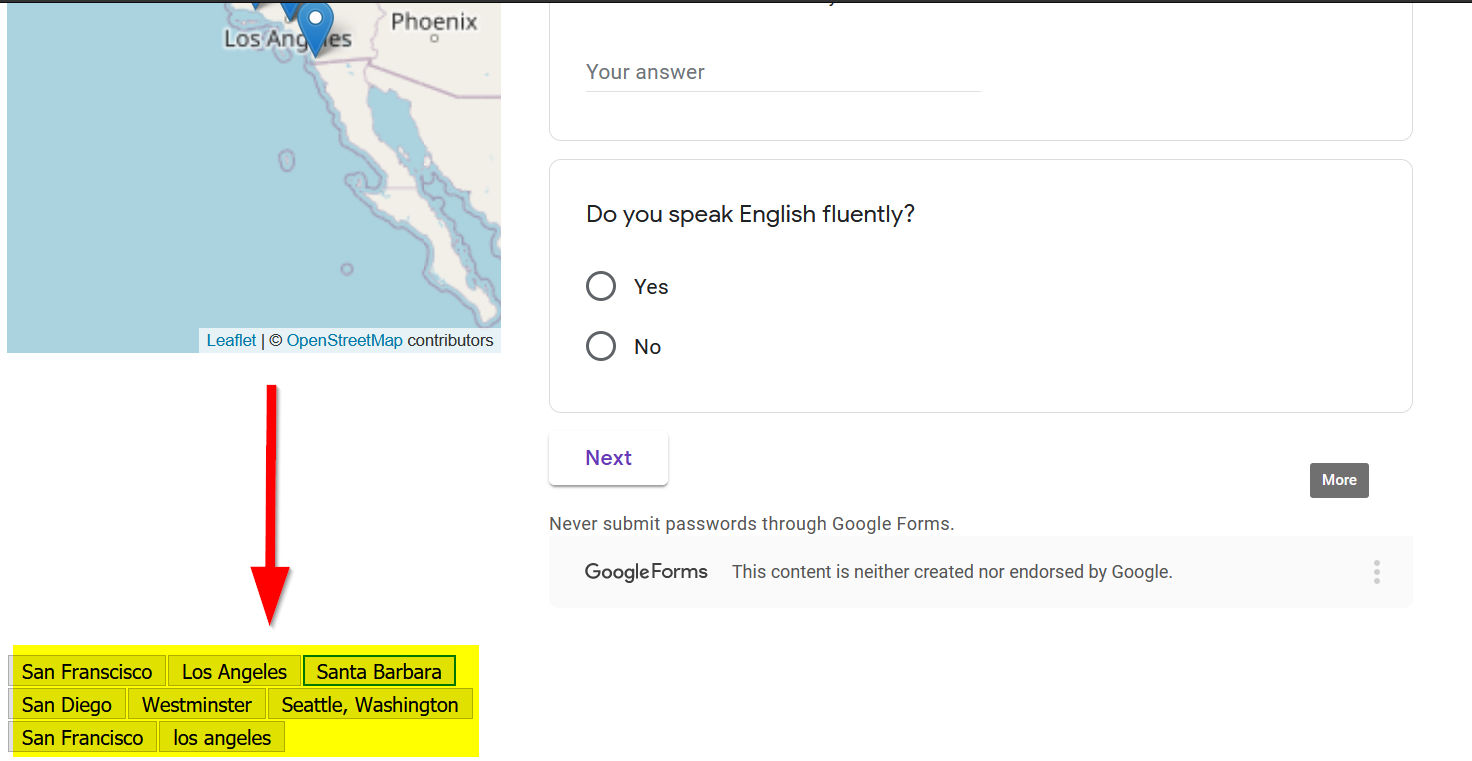 Phoenix
Los Angeles
Leaflet | © OpenStreetMap contributors
San Franscisco Los Angeles Santa Barbara
San Diego Westminster Seattle, Washington
San Francisco los angeles
Your answer
Do you speak English fluently?
Yes
No
Next
More
Never submit passwords through Google Forms.
Google Forms This content is neither created nor endorsed by Google.